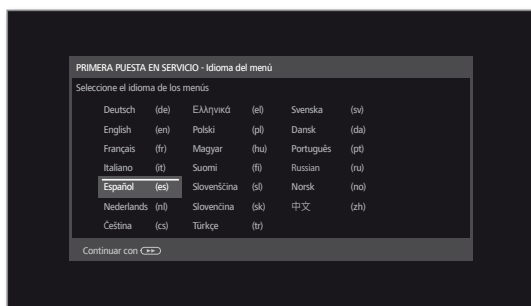 PRIMERA PUESTA EN SERVICIO - Idioma del menú
Seleccione el idioma de los menús
Deutsch (de) Ελληνικά (el) Svenska (sv)
English (en) Polski (pl) Dansk (da)
Français (fr) Magyar (hu) Português (pt)
Italiano (it) Suomi (fi) Russian (ru)
Español (es) Slovenščina (sl) Norsk (no)
Nederlands (nl) Slovenčina (sk) 中文 (zh)
Čeština (cs) Türkçe (tr)
Continuar con